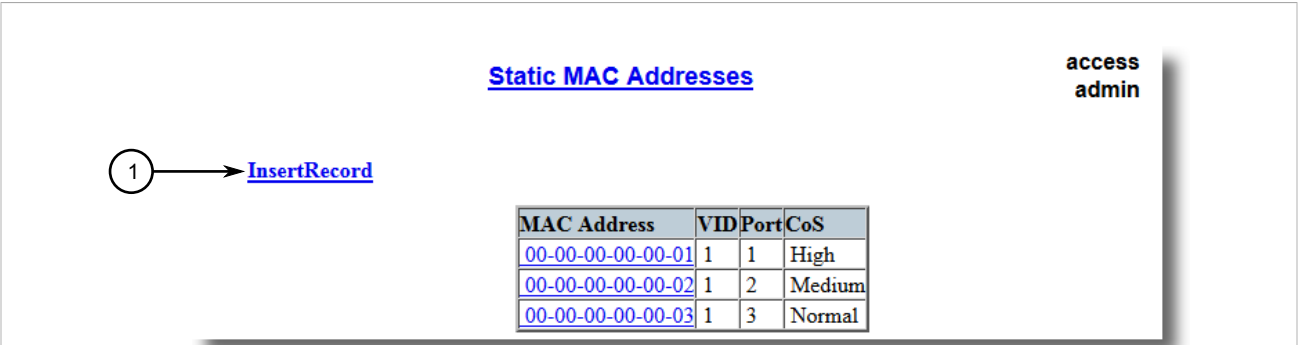 Static MAC Addresses
access
admin
1
InsertRecord
MAC Address VID Port CoS
00-00-00-00-00-01 1 1 High
00-00-00-00-00-02 1 2 Medium
00-00-00-00-00-03 1 3 Normal